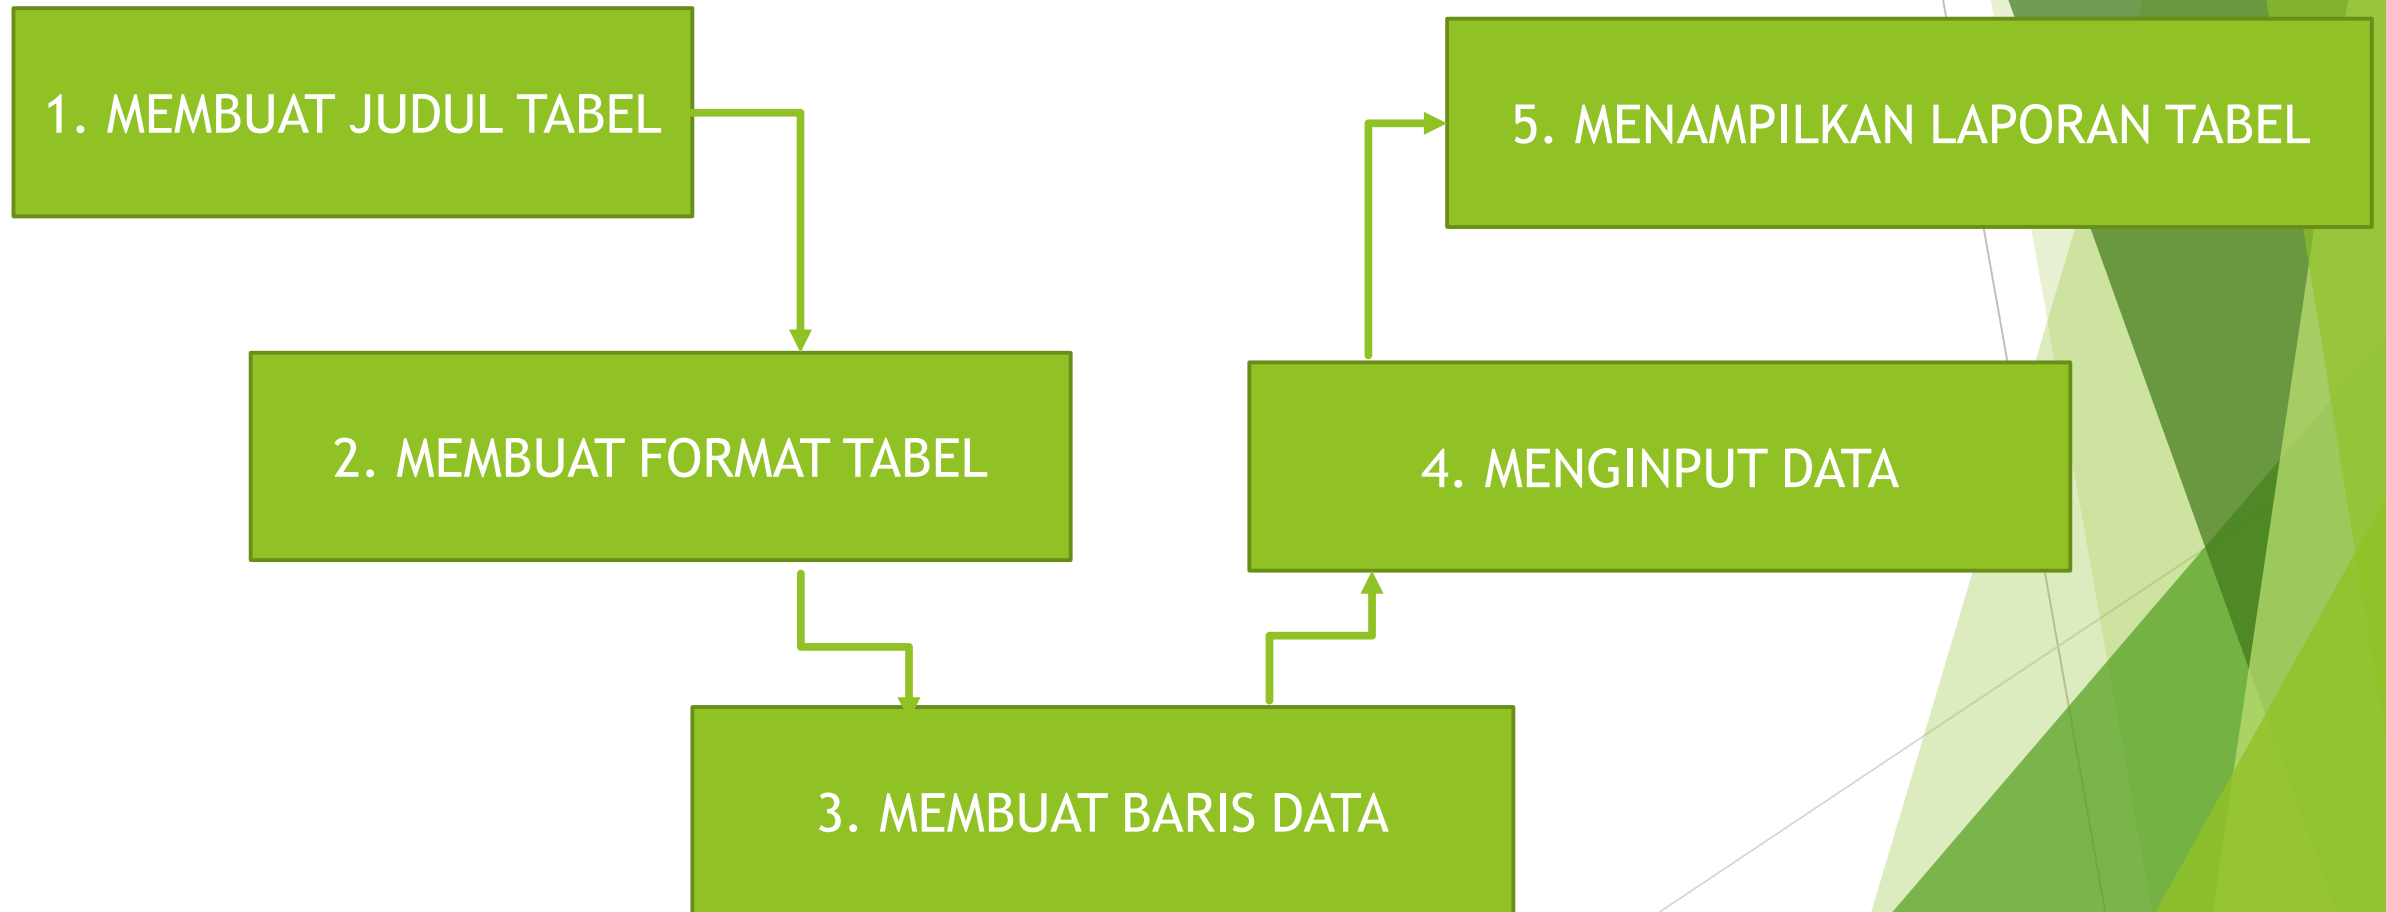 1. MEMBUAT JUDUL TABEL
2. MEMBUAT FORMAT TABEL
3. MEMBUAT BARIS DATA
4. MENGINPUT DATA
5. MENAMPILKAN LAPORAN TABEL